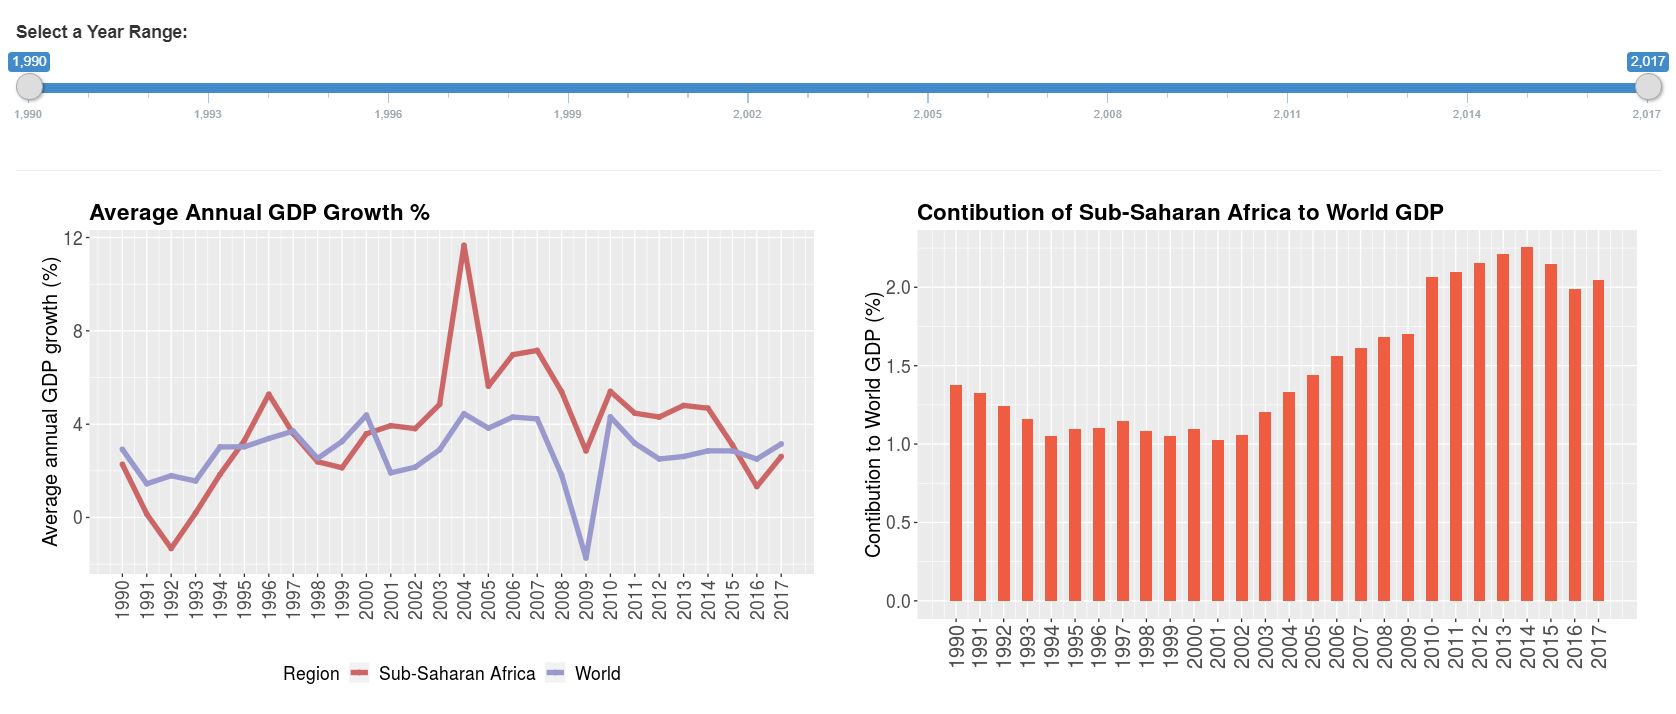 Select a Year Range:
1,990 2,017
1,990 1,993 1,996 1,999 2,002 2,005 2,008 2,011 2,014 2,017
Average Annual GDP Growth %
Average annual GDP growth (%)
12
8
4
0
1990 1991 1992 1993 1994 1995 1996 1997 1998 1999 2000 2001 2002 2003 2004 2005 2006 2007 2008 2009 2010 2011 2012 2013 2014 2015 2016 2017
Region Sub-Saharan Africa World
Contibution of Sub-Saharan Africa to World GDP
Contibution to World GDP (%)
2.0
1.5
1.0
0.5
0.0
1990 1991 1992 1993 1994 1995 1996 1997 1998 1999 2000 2001 2002 2003 2004 2005 2006 2007 2008 2009 2010 2011 2012 2013 2014 2015 2016 2017